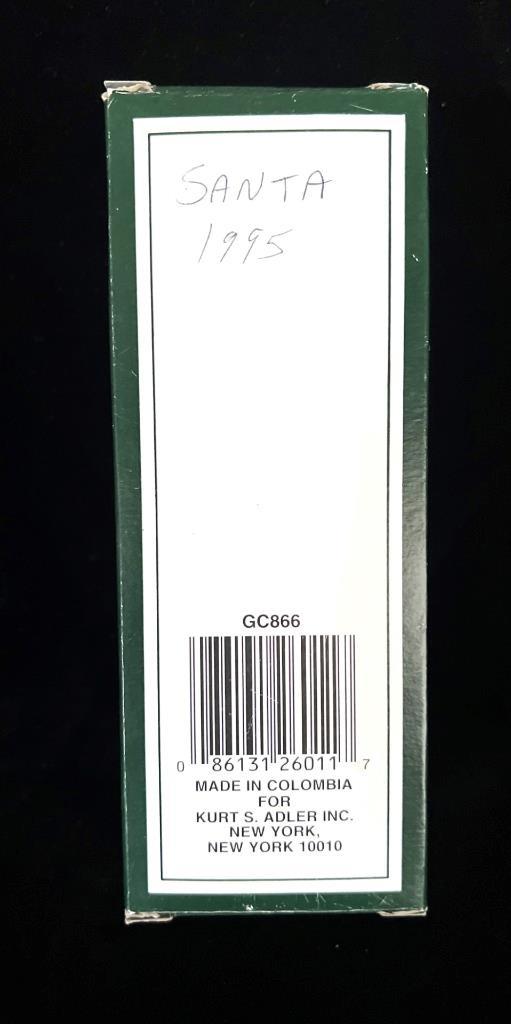 SANTA
1995
GC866
0 86131 26011 7
MADE IN COLOMBIA
FOR
KURT S. ADLER INC.
NEW YORK,
NEW YORK 10010